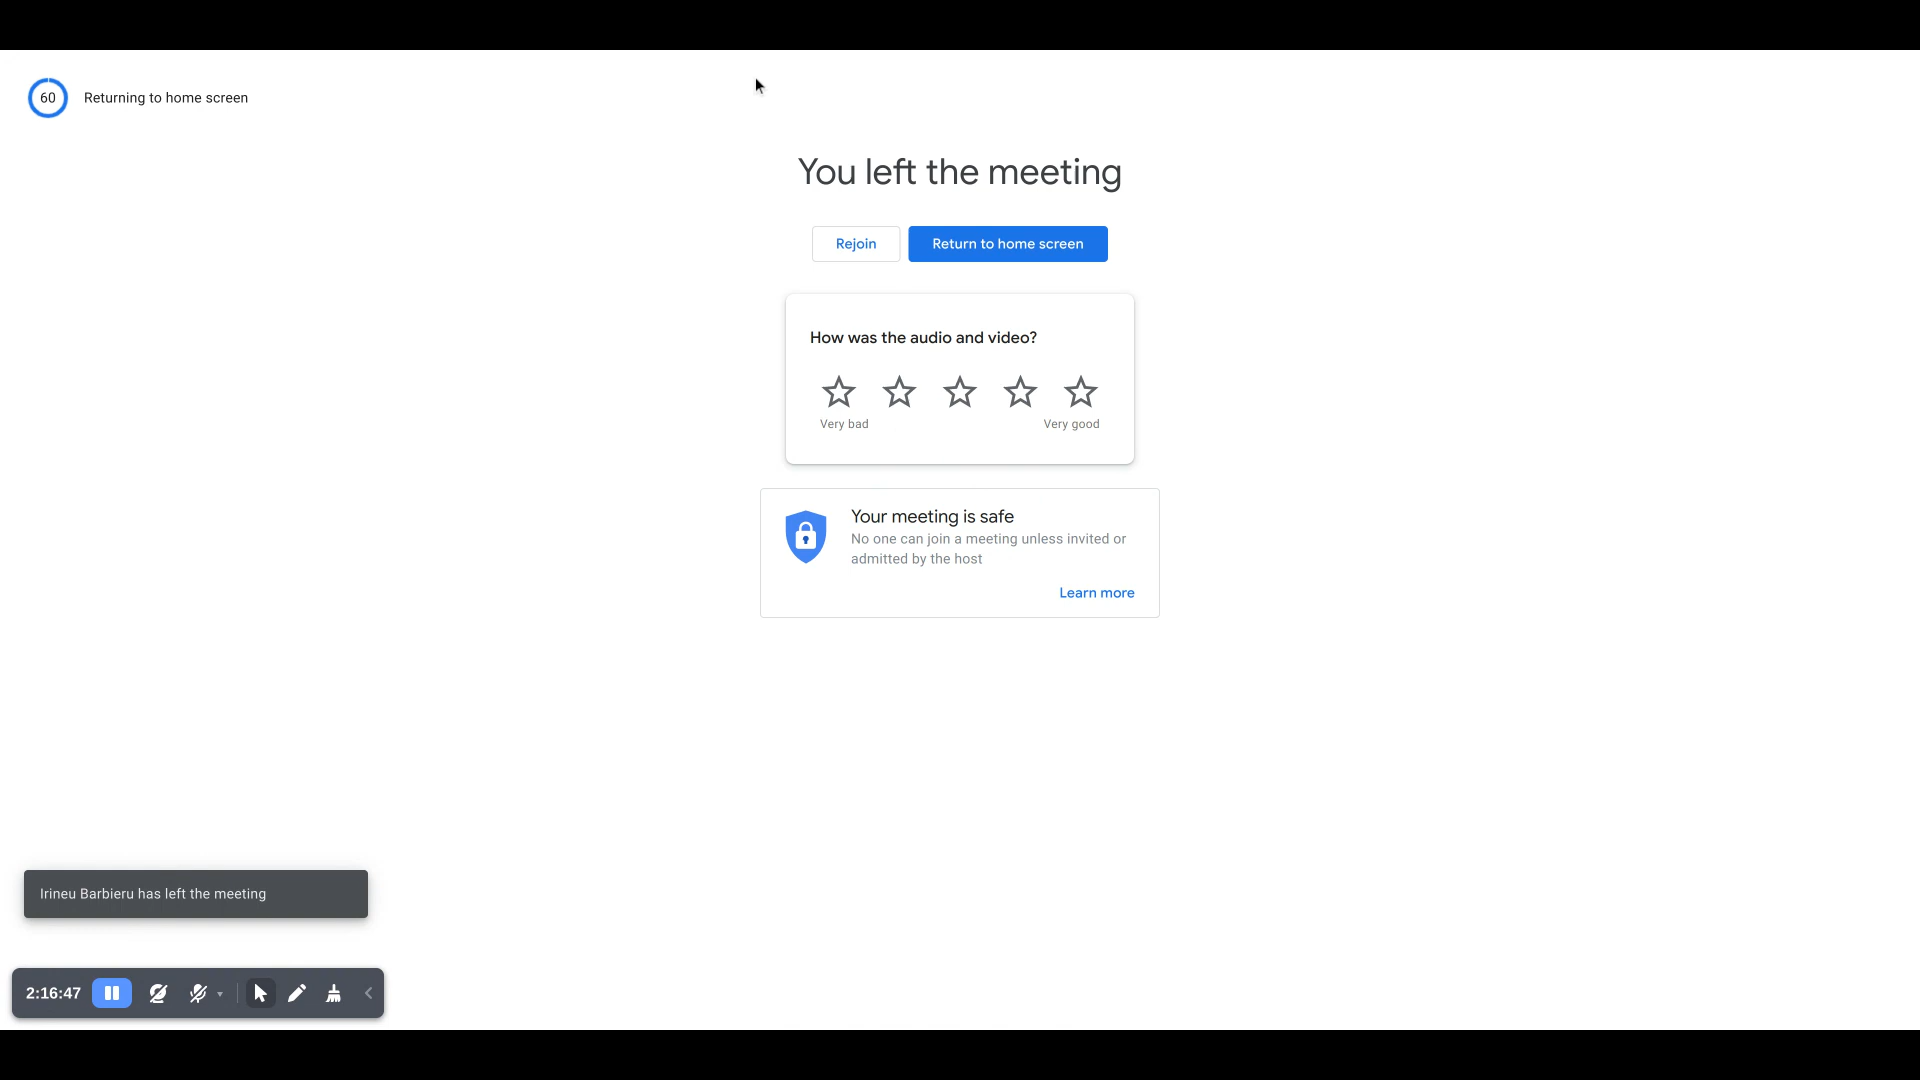 60 Returning to home screen
You left the meeting
Rejoin Return to home screen
How was the audio and video?
Very bad Very good
Your meeting is safe
No one can join a meeting unless invited or
admitted by the host
Learn more
Irineu Barbieru has left the meeting
2:16:47